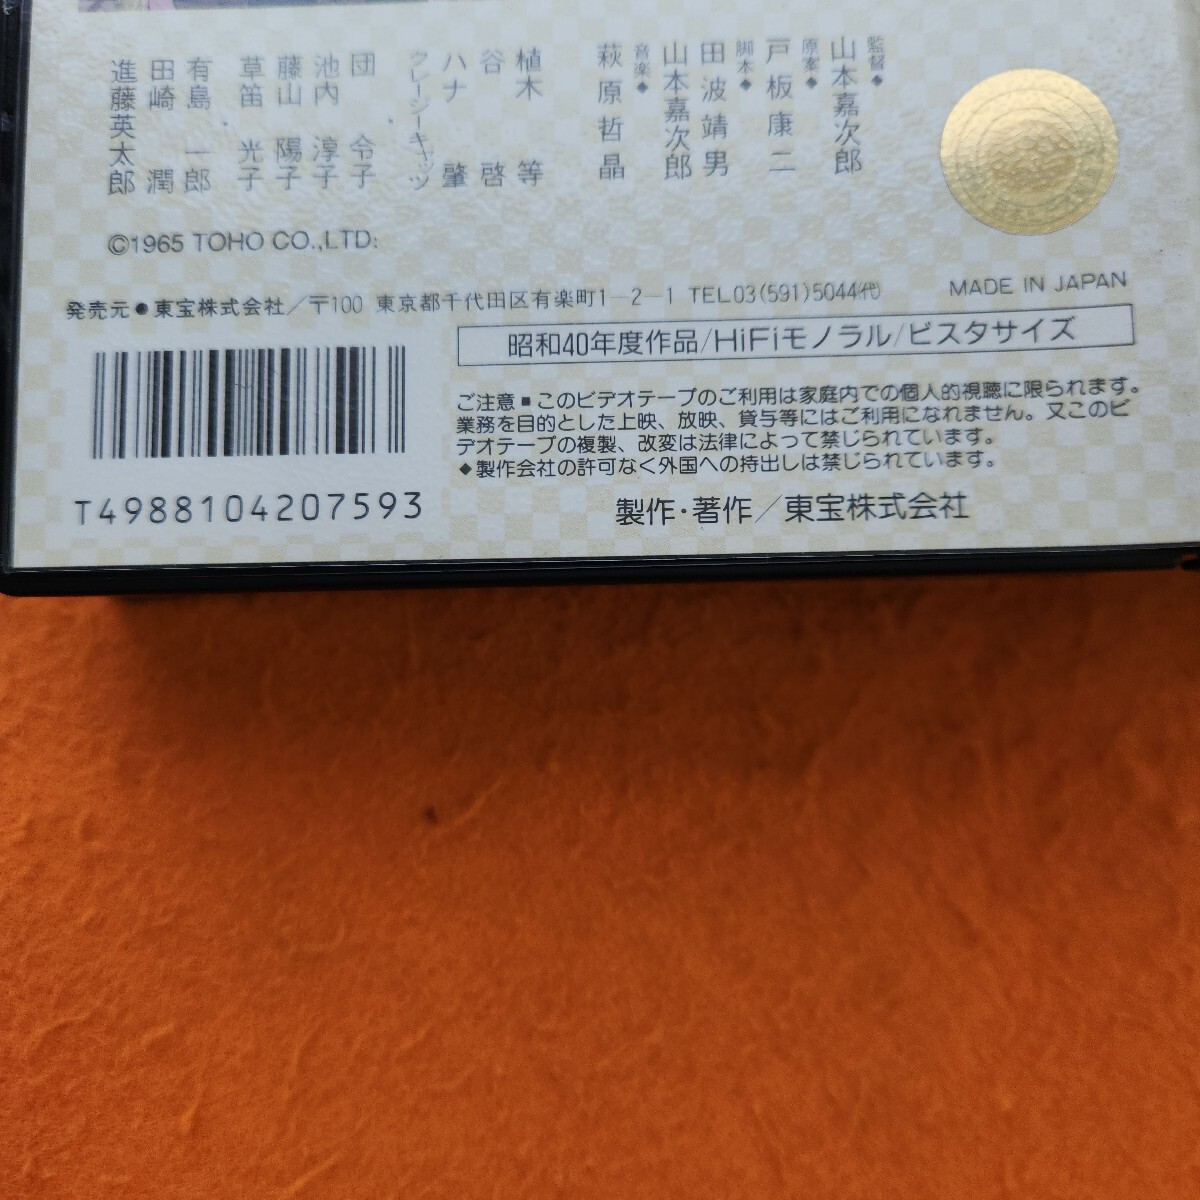 監督◆
山本嘉次郎
原案◆
戸板康二
脚本◆
田波靖男
山本嘉次郎
音楽◆
萩原哲晶
植木 等
谷 啓
ハナ 肇
クレージーキャッツ
団 令子
池内 淳子
藤山 陽子
草笛 光子
有島 一郎
田崎 潤
進藤英太郎
©1965 TOHO CO.,LTD:
発売元●東宝株式会社/〒100 東京都千代田区有楽町1-2-1 TEL03(591)5044(代)
MADE IN JAPAN
昭和40年度作品/HiFiモノラル/ビスタサイズ
ご注意■このビデオテープのご利用は家庭内での個人的視聴に限られます。
業務を目的とした上映、放映、貸与等にはご利用になれません。又このビ
デオテープの複製、改変は法律によって禁じられています。
◆製作会社の許可なく外国への持出しは禁じられています。
T4988104207593
製作・著作/東宝株式会社